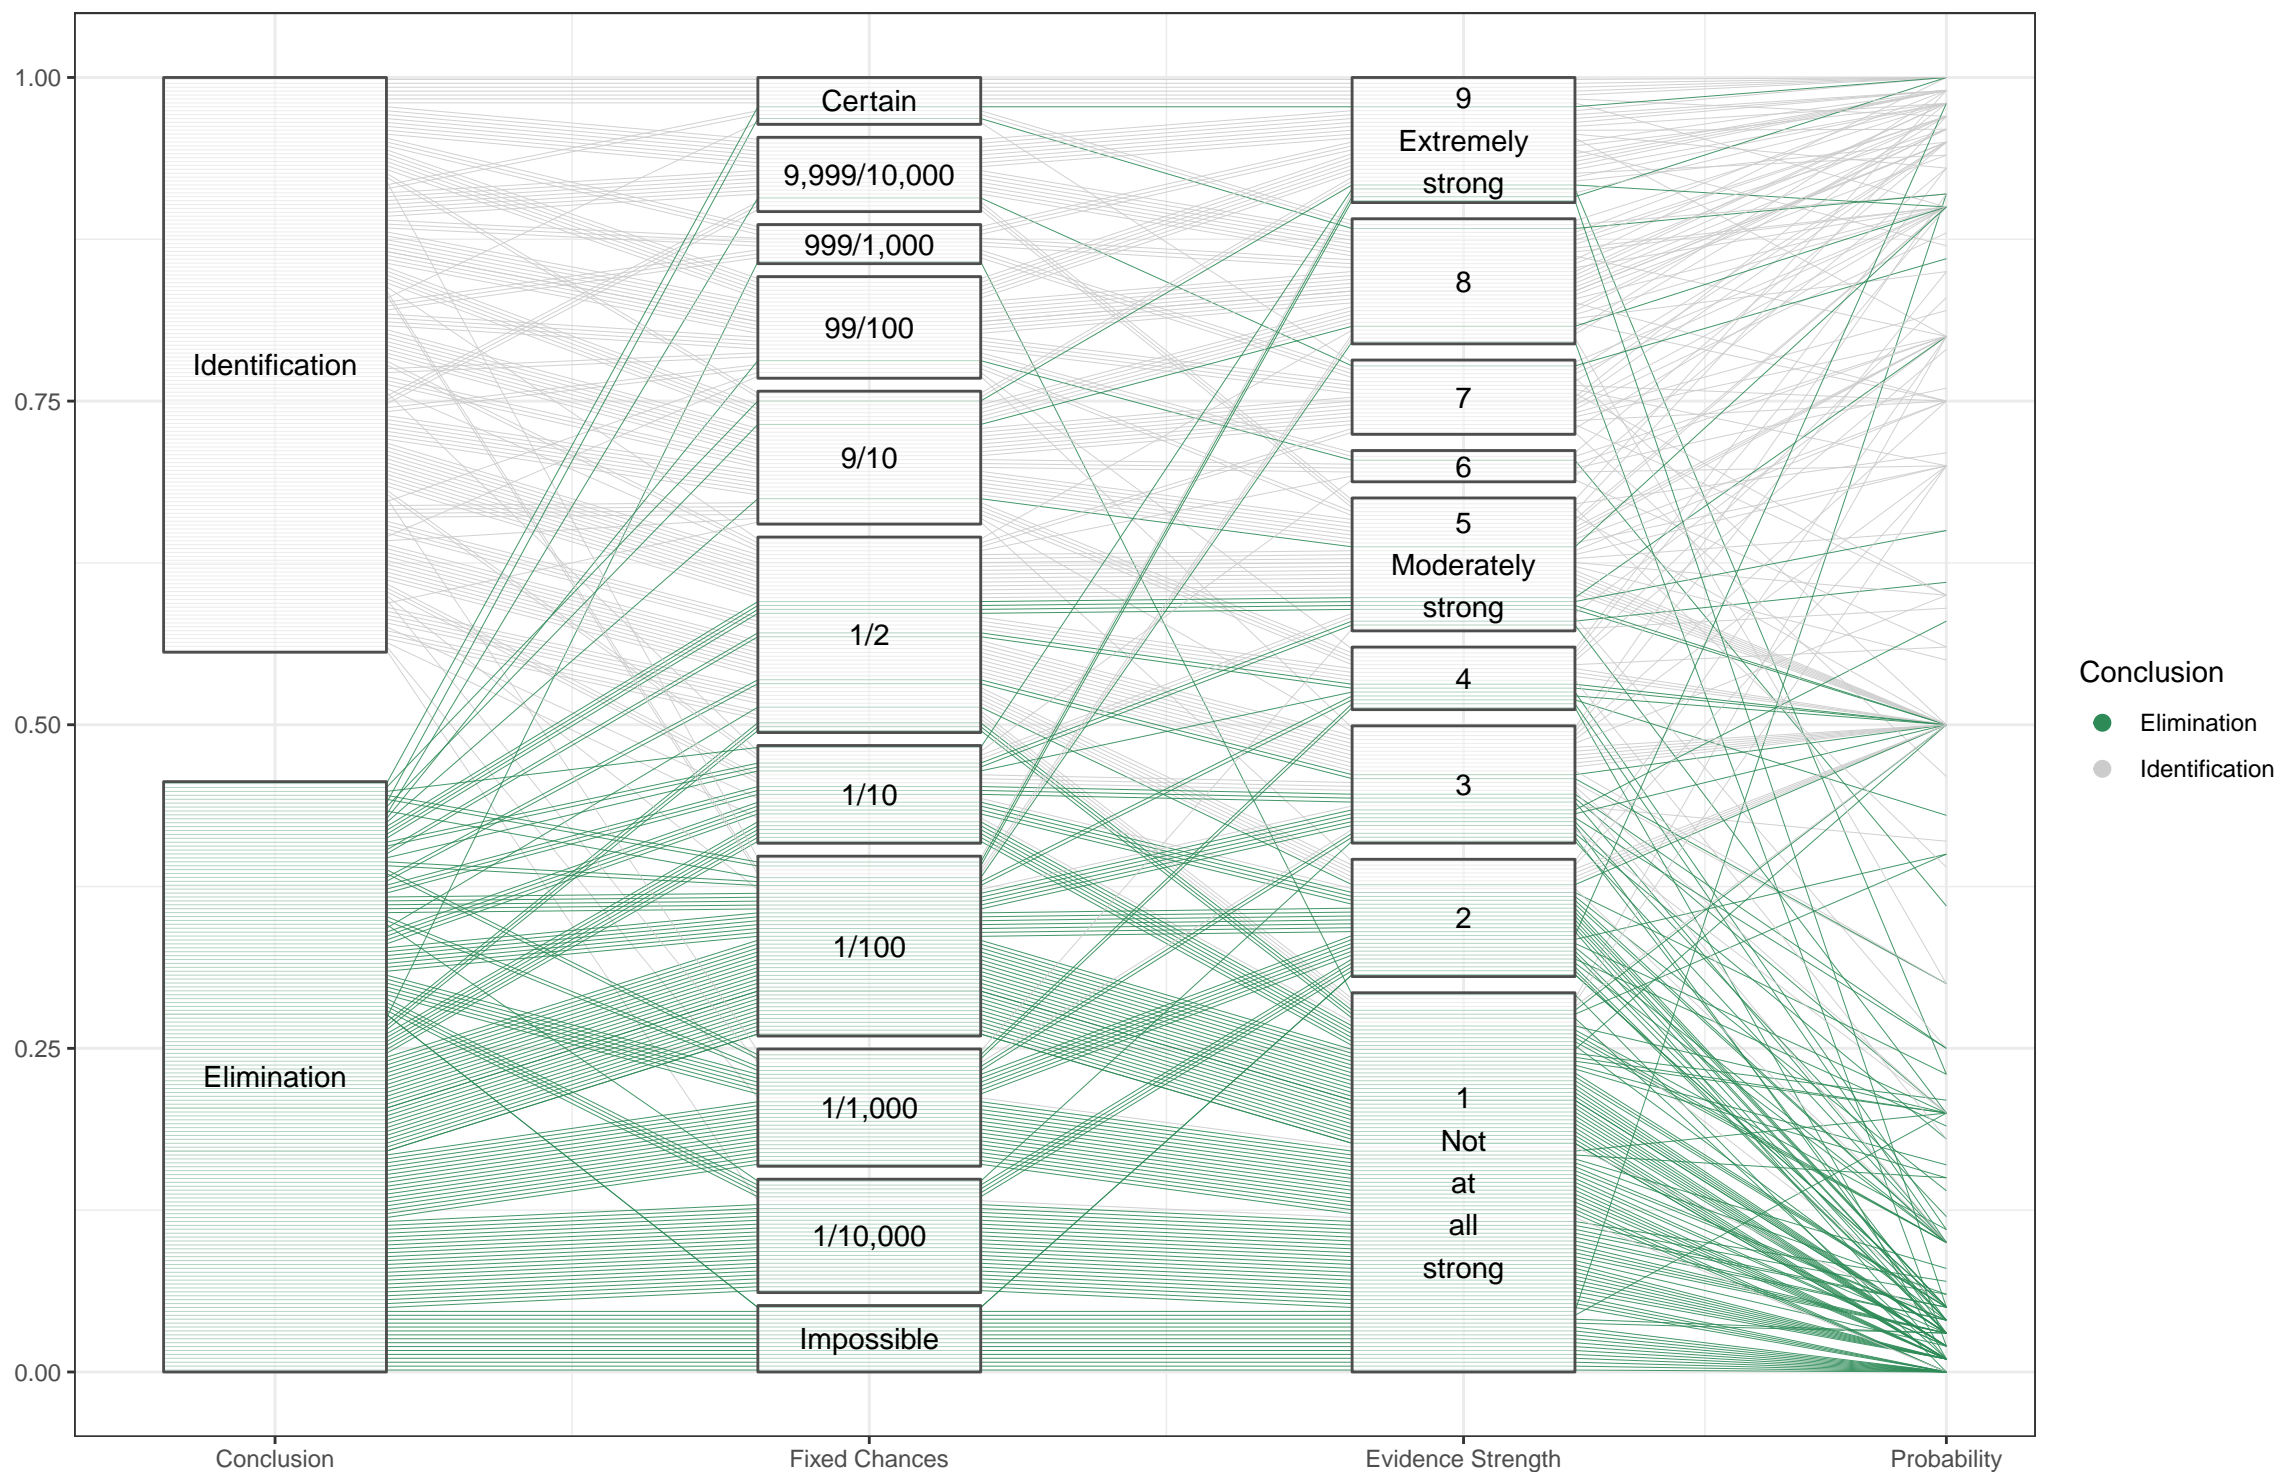 1.00
0.75
0.50
0.25
0.00
Identification
Elimination
Certain
9,999/10,000
999/1,000
99/100
9/10
1/2
1/10
1/100
1/1,000
1/10,000
Impossible
9
Extremely
strong
8
7
6
5
Moderately
strong
4
3
2
1
Not
at
all
strong
Conclusion
Fixed Chances
Evidence Strength
Probability
Conclusion
Elimination
Identification